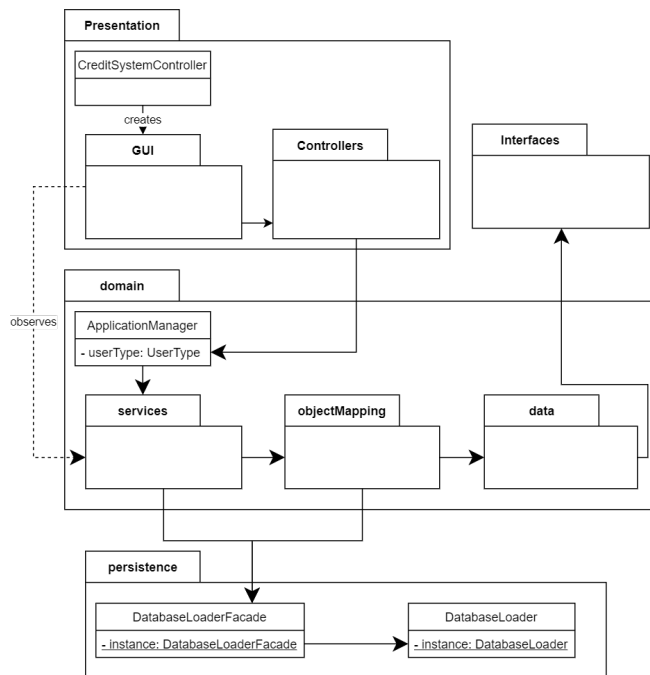 Presentation
CreditSystemController
creates
GUI
Controllers
Interfaces
domain
observes
ApplicationManager
- userType: UserType
services
objectMapping
data
persistence
DatabaseLoaderFacade
- instance: DatabaseLoaderFacade
DatabaseLoader
- instance: DatabaseLoader